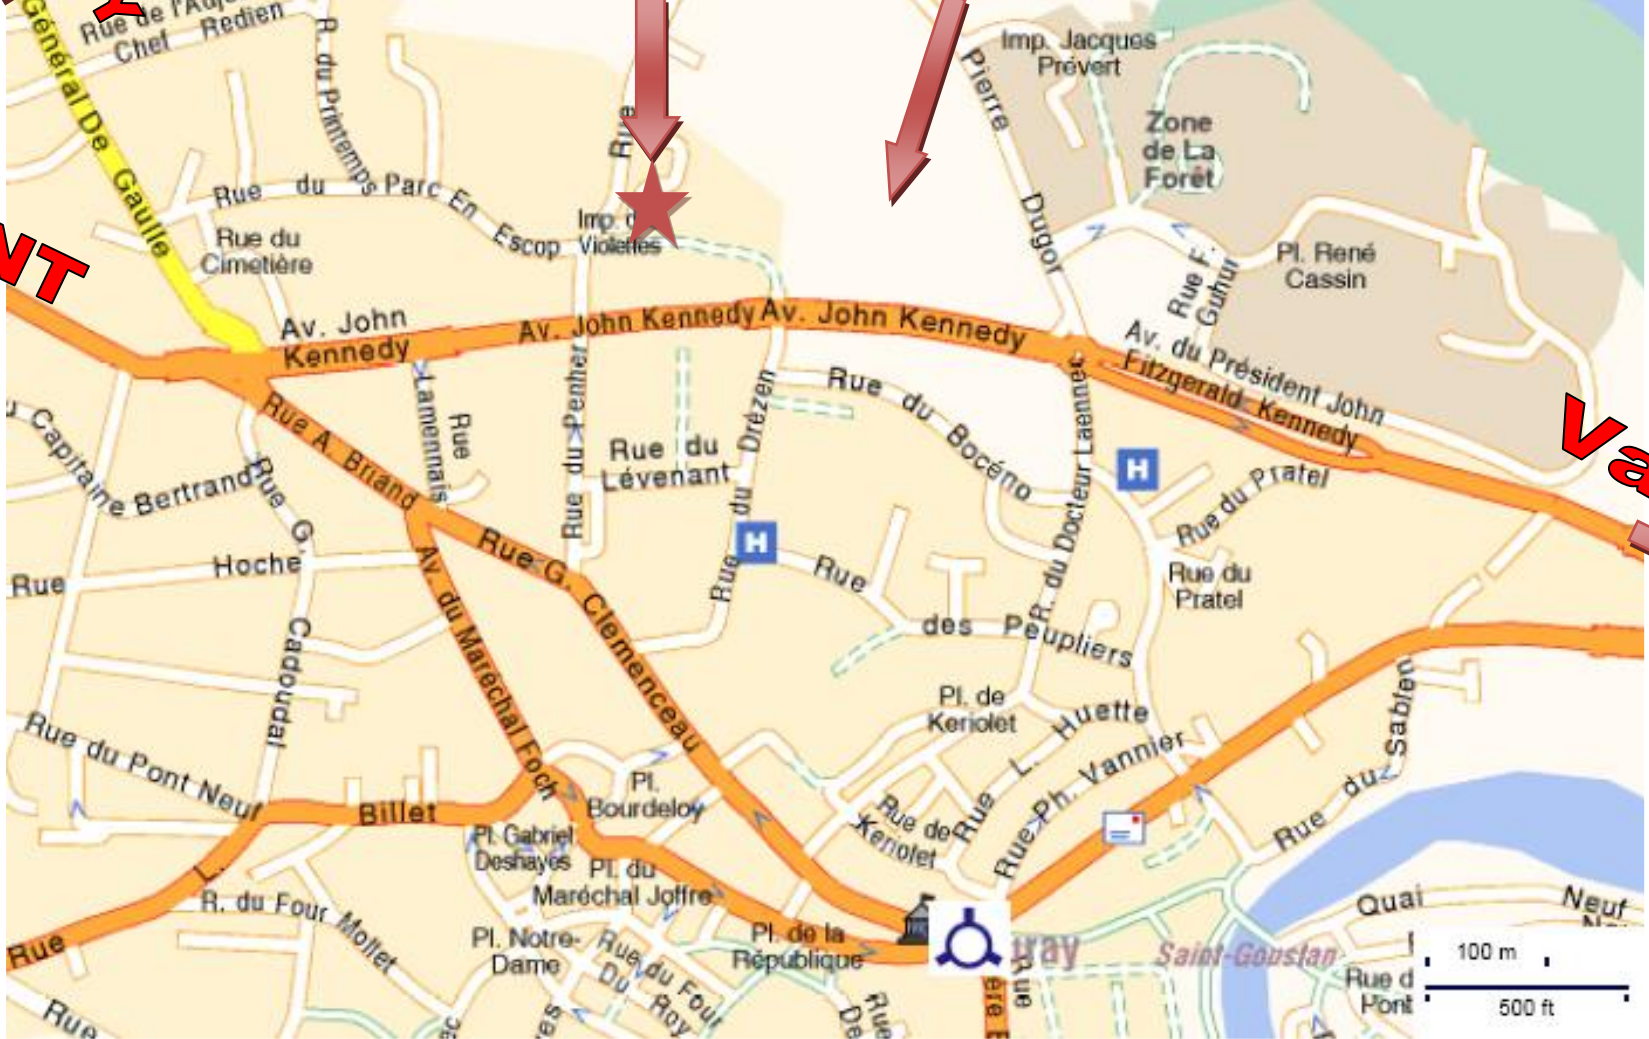 Rue de l'
Chef Redien
Général De Gaulle
R. du Printemps
Rue du Parc En Escop
Rue du
Cimetière
NT
Rue
Imp.
Violettes
Imp. Jacques
Prévert
Pierre Dugor
Zone
de La
Forêt
Rue F.
Guhur
Pl. René
Cassin
Av. John
Kennedy
Av. John Kennedy
Av. John Kennedy
Av. du Président John
Fitzgerald Kennedy
Va
Capitaine Bertrand
Rue A. Briand
Rue
Lamennais
Rue du Penher
Rue du
Lévenant
Rue du Drézen
Rue du Bocéno
R. du Docteur Laennec
H
H
Rue du Pratel
Rue du
Pratel
Rue Hoche
Rue G. Cadoudal
Av. du Maréchal Foch
Rue G. Clemenceau
Rue des Peupliers
Pl. de
Keriolet
Rue L. Huette
Rue Ph. Vannier
Rue de
Keriolet
Rue du Sablen
Rue du Pont Neuf
Rue L. Billet
Pl.
Bourdeloy
Pl. Gabriel
Deshayes
Pl. du
Maréchal Joffre
R. du Four Mollet
Pl. Notre-
Dame
Rue du Four
Du Roy
Pl. de la
République
uray
Saint-Goustan
Quai Neuf
Rue d
Pont
Rue
Rue
Rue
100 m
500 ft